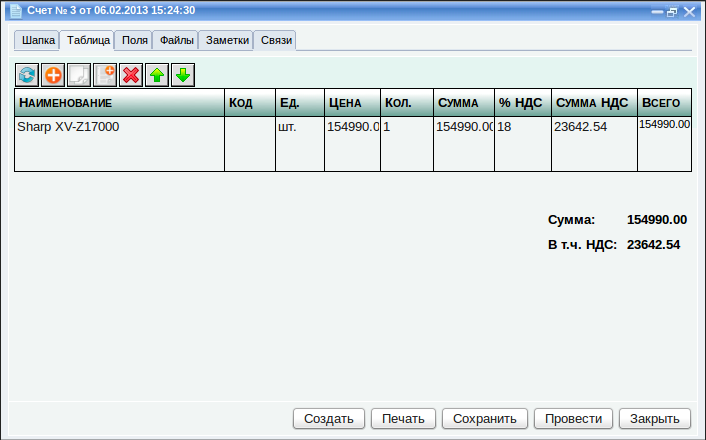 Счет № 3 от 06.02.2013 15:24:30
Шапка Таблица Поля Файлы Заметки Связи
Наименование Код Ед. Цена Кол. Сумма % НДС Сумма НДС Всего
Sharp XV-Z17000 шт. 154990.0 1 154990.00 18 23642.54 154990.00
Сумма: 154990.00
В т.ч. НДС: 23642.54
Создать Печать Сохранить Провести Закрыть